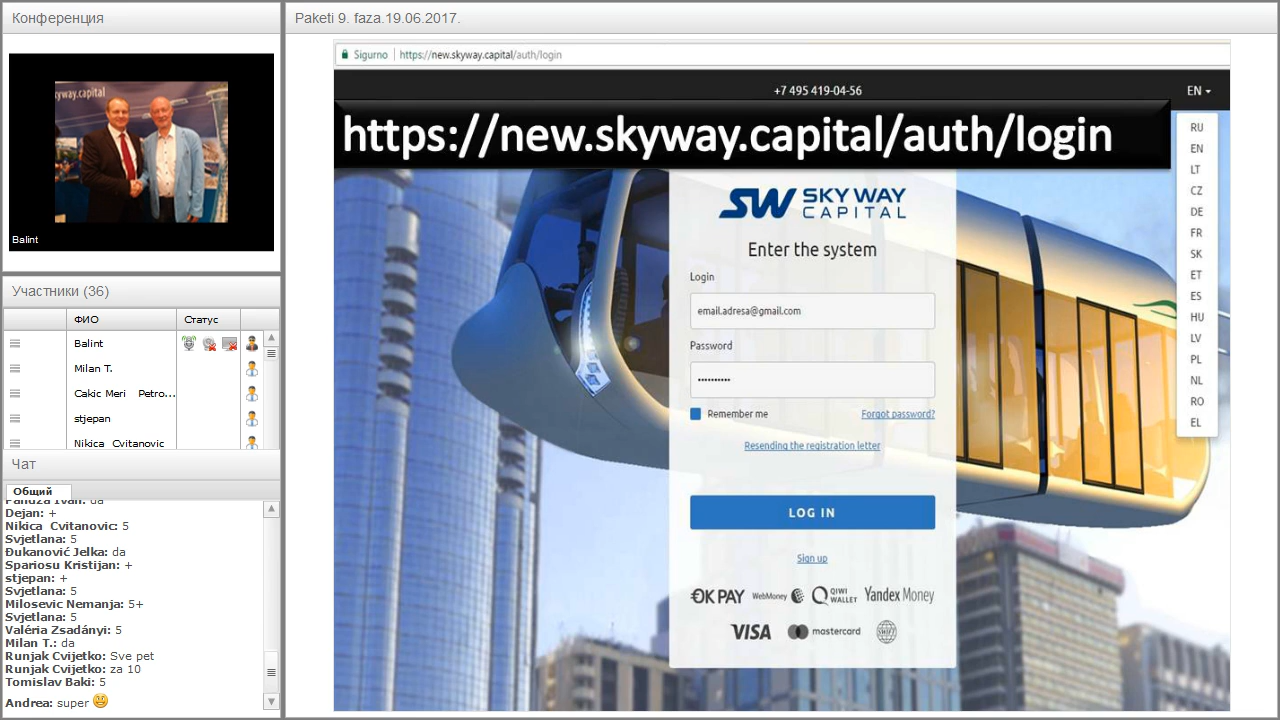 Конференция
kyway.capital
Balint
Участники (36)
ФИО
Статус
Balint
Milan T.
Cakic Meri Petro...
stjepan
Nikica Cvitanovic
Чат
Общий
Dejan: +
Nikica Cvitanovic: 5
Svjetlana: 5
Đukanović Jelka: da
Spariosu Kristijan: +
stjepan: +
Svjetlana: 5
Milosevic Nemanja: 5+
Svjetlana: 5
Valéria Zsadányi: 5
Milan T.: da
Runjak Cvijetko: Sve pet
Runjak Cvijetko: za 10
Tomislav Baki: 5
Andrea: super
Paketi 9. faza.19.06.2017.
Sigurno
https://new.skyway.capital/auth/login
+7 495 419-04-56
EN
https://new.skyway.capital/auth/login
RU
EN
LT
CZ
DE
FR
SK
ET
ES
HU
LV
PL
NL
RO
EL
SW SKY WAY
CAPITAL
Enter the system
Login
email.adresa@gmail.com
Password
Remember me
Forgot password?
Resending the registration letter
LOG IN
Sign up
OKPAY
WebMoney
QIWI
WALLET
Yandex Money
VISA
mastercard
SWIFT